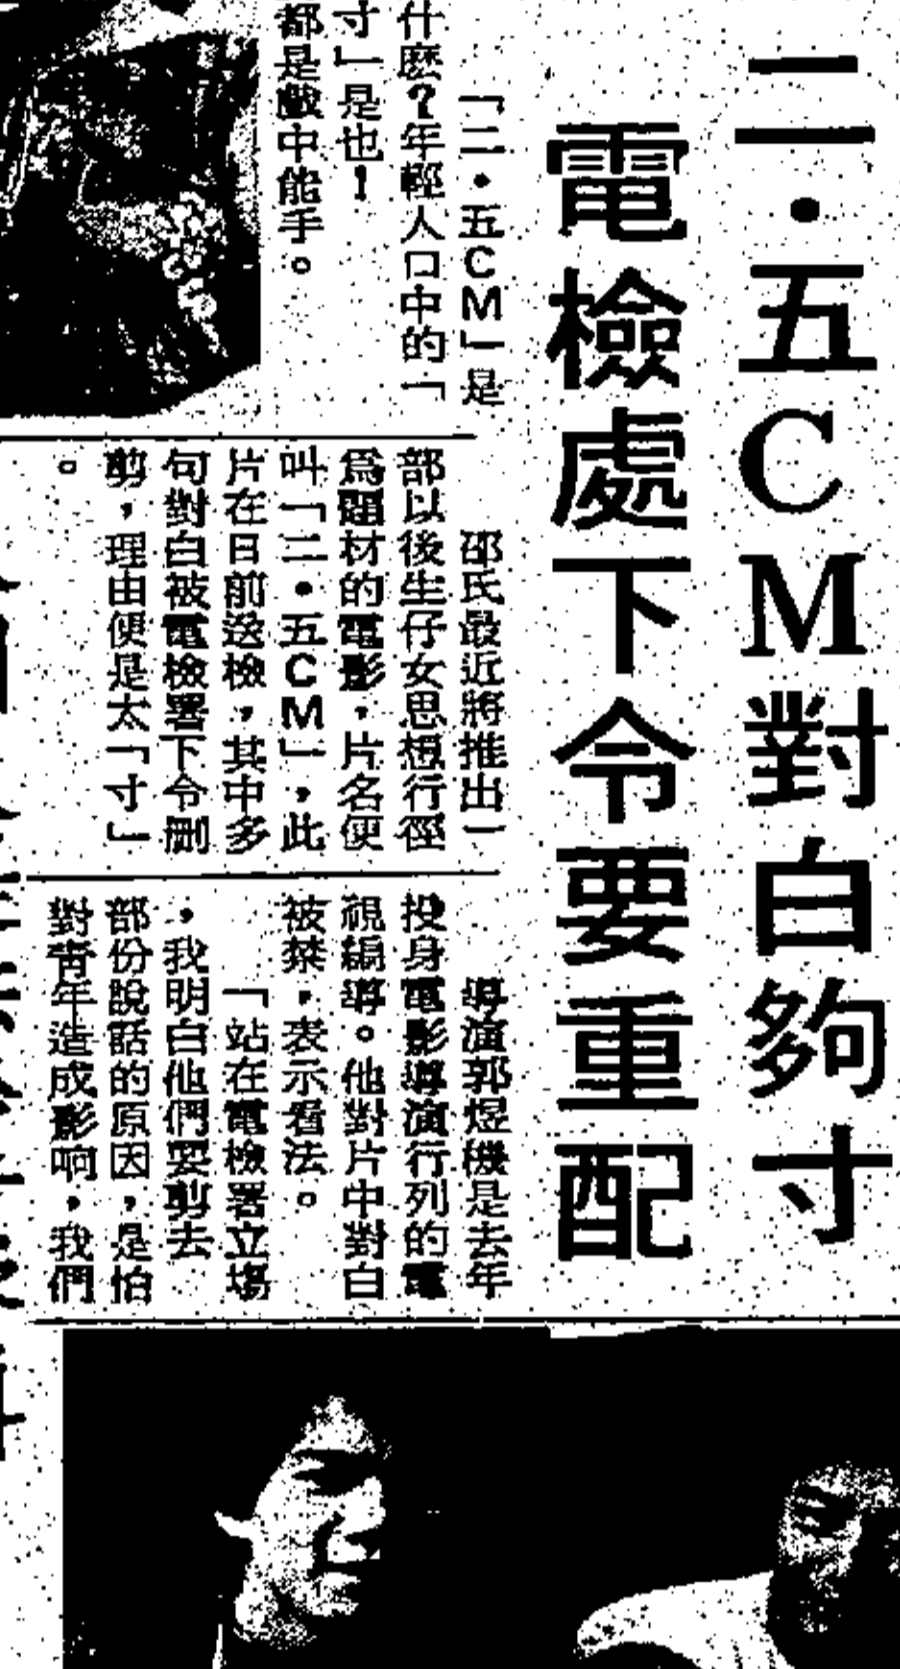 二·五CM對白夠寸
電檢處下令要重配
「二·五CM」是
什麽？年輕人口中的「
寸」是也！
都是戲中能手。
邵氏最近將推出一
部以後生仔女思想行徑
爲題材的電影，片名便
叫「二·五CM」，此
片在日前送檢，其中多
句對白被電檢署下令刪
剪，理由便是太「寸」
。
導演郭煜機是去年
投身電影導演行列的電
視編導。他對片中對白
被禁，表示看法。
「站在電檢署立場
，我明白他們要剪去
部份說話的原因，是怕
對靑年造成影响，我們